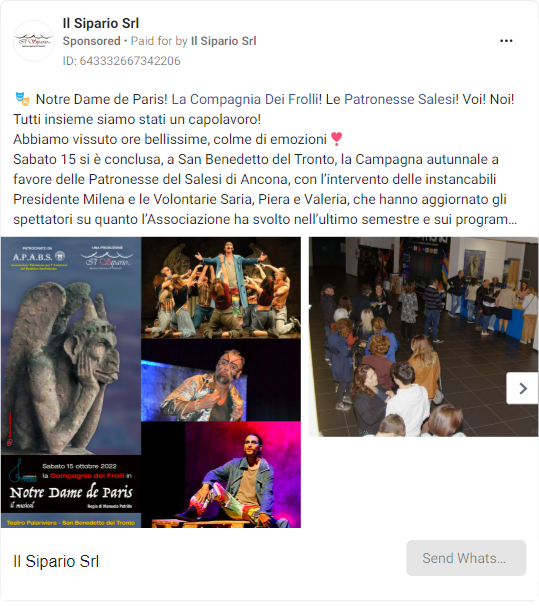 Il Sipario Srl
Sponsored • Paid for by Il Sipario Srl
ID: 643332667342206
🎭 Notre Dame de Paris! La Compagnia Dei Frolli! Le Patronesse Salesi! Voi! Noi!
Tutti insieme siamo stati un capolavoro!
Abbiamo vissuto ore bellissime, colme di emozioni❣️
Sabato 15 si è conclusa, a San Benedetto del Tronto, la Campagna autunnale a
favore delle Patronesse del Salesi di Ancona, con l'intervento delle instancabili
Presidente Milena e le Volontarie Saria, Piera e Valeria, che hanno aggiornato gli
spettatori su quanto l'Associazione ha svolto nell'ultimo semestre e sui program...
PATROCINATO DA
UNA PRODUZIONE
A.P.A.B.S.
Il Sipario
Sabato 15 ottobre 2022
la Compagnia dei Frolli in
Notre Dame de Paris
il musical
Regia di Manuela Patrillo
Teatro Palariviera - San Benedetto del Tronto
Il Sipario Srl
Send Whats...